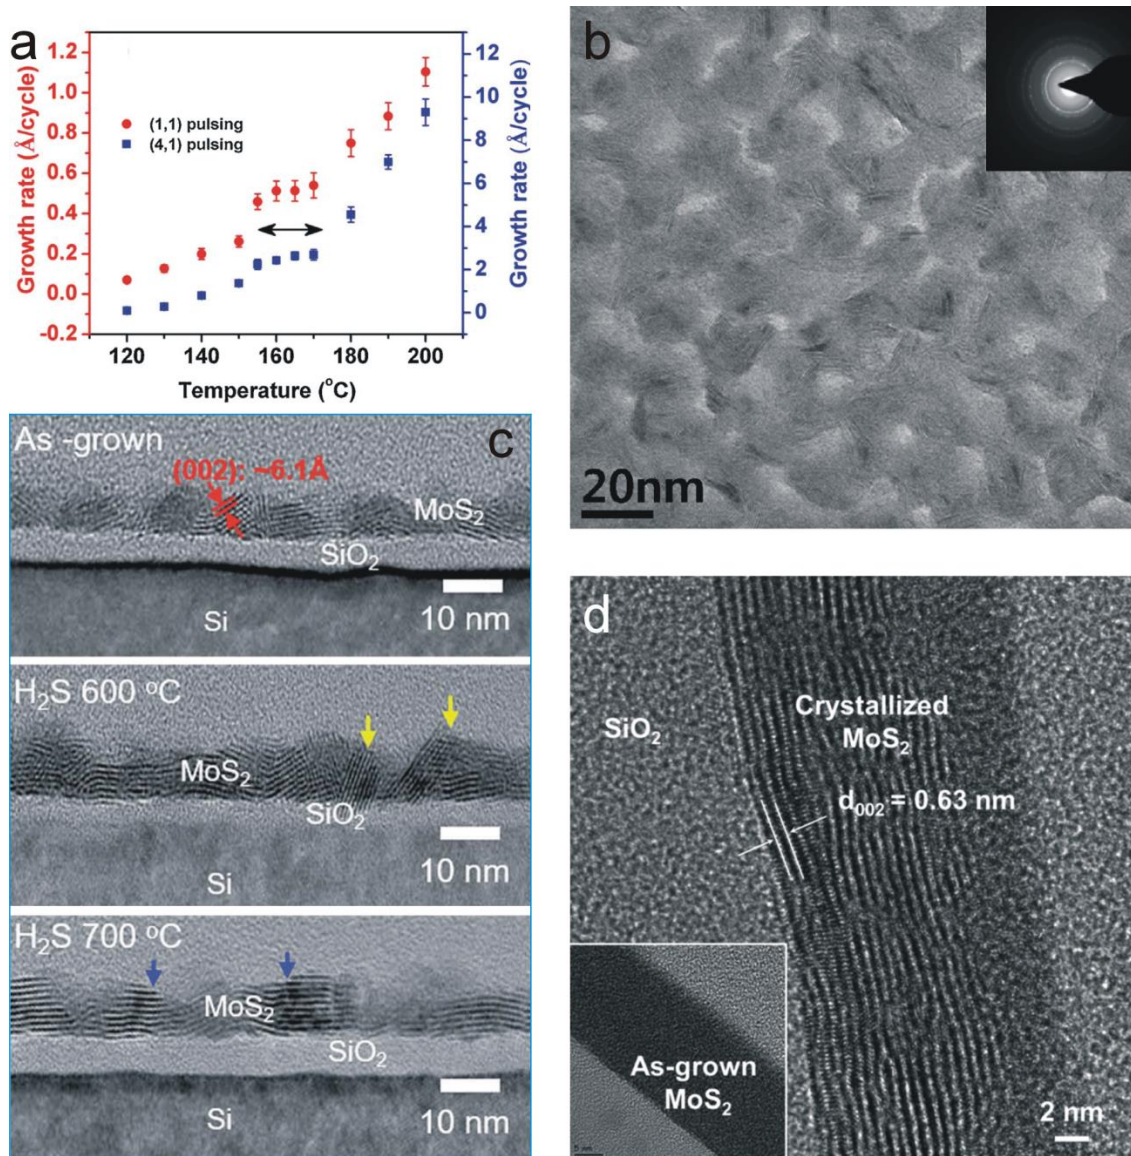 a
Growth rate (Å/cycle)
1.2
1.0
0.8
0.6
0.4
0.2
0.0
-0.2
(1,1) pulsing
(4,1) pulsing
12
10
8
6
4
2
0
Growth rate (Å/cycle)
120 140 160 180 200
Temperature (°C)
b
20nm
c
As -grown
(002): ~6.1Å
MoS₂
SiO₂
Si
10 nm
H₂S 600 °C
MoS₂
SiO₂
Si
10 nm
H₂S 700 °C
MoS₂
SiO₂
Si
10 nm
d
SiO₂
Crystallized
MoS₂
d₀₀₂ = 0.63 nm
As-grown
MoS₂
2 nm